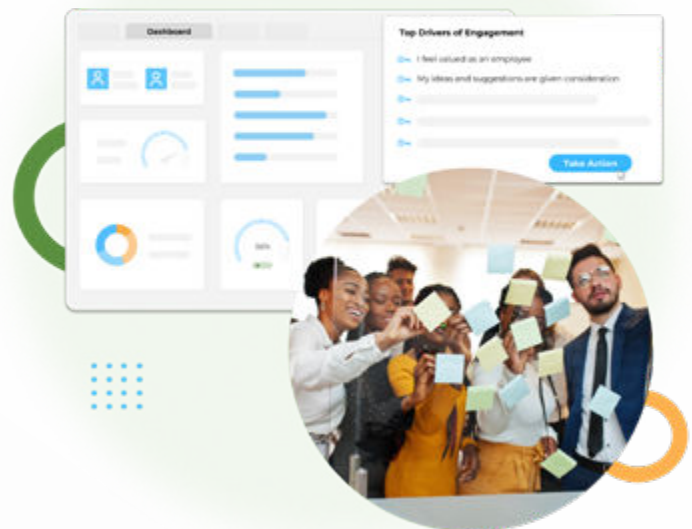 Dashboard
Top Drivers of Engagement
I feel valued as an employee
My ideas and suggestions are given consideration
Take Action